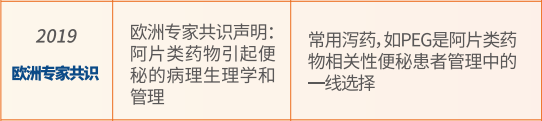 2019
欧洲专家共识
欧洲专家共识声明：
阿片类药物引起便
秘的病理生理学和
管理
常用泻药，如PEG是阿片类药
物相关性便秘患者管理中的
一线选择